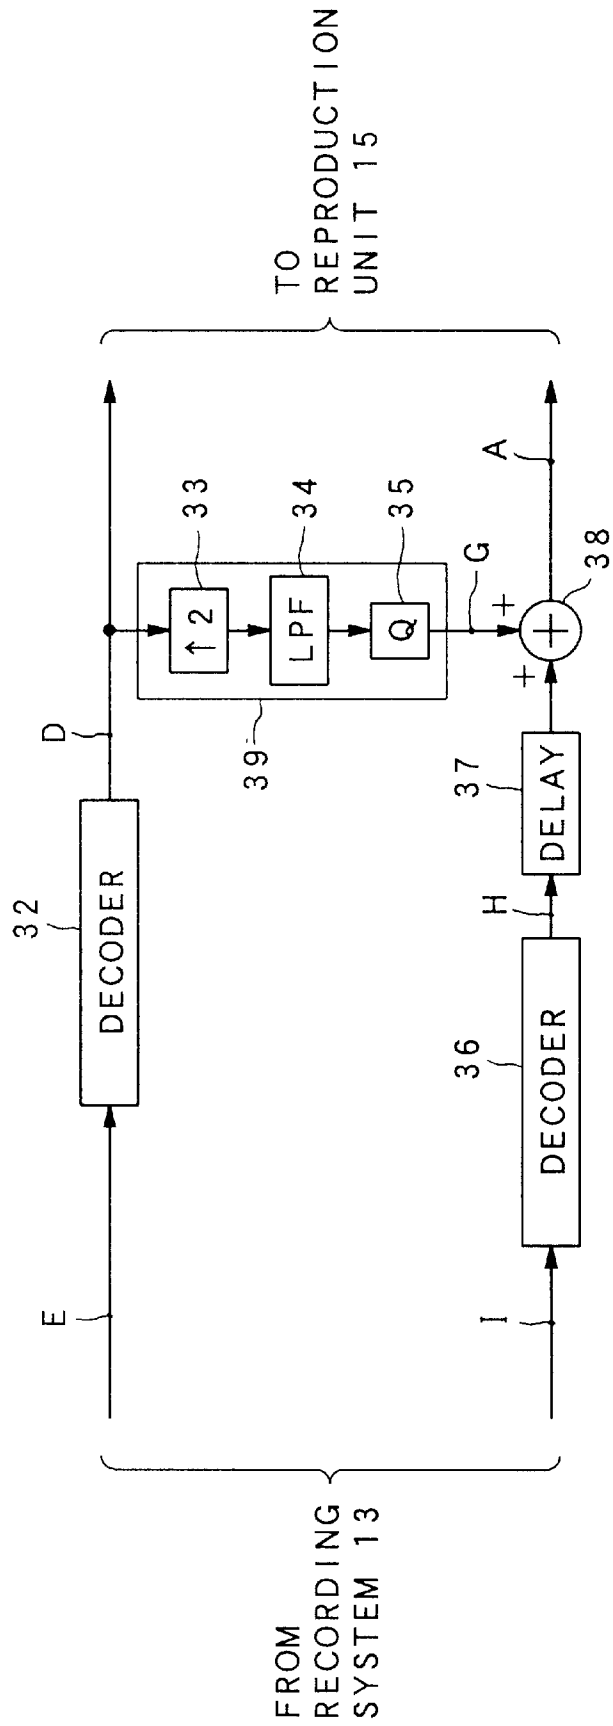 FROM
RECORDING
SYSTEM 13
E
32
DECODER
D
39
↑2
33
LPF
34
Q
35
G
I
36
DECODER
H
37
DELAY
+
+
+
38
A
TO
REPRODUCTION
UNIT 15